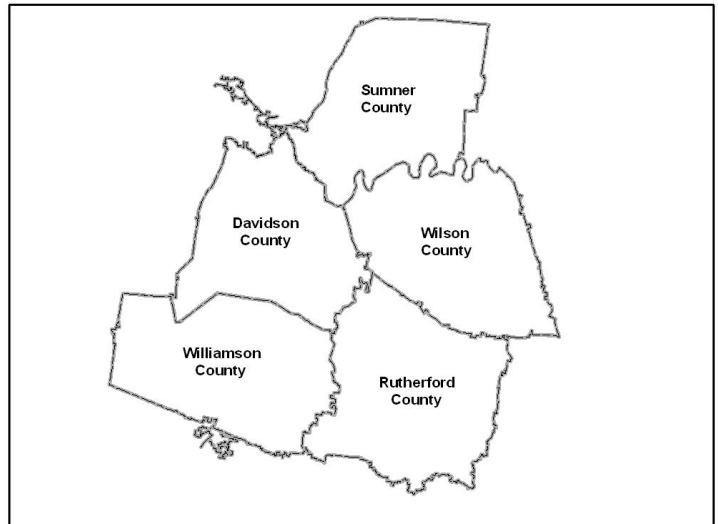 Sumner
County
Davidson
County
Wilson
County
Williamson
County
Rutherford
County